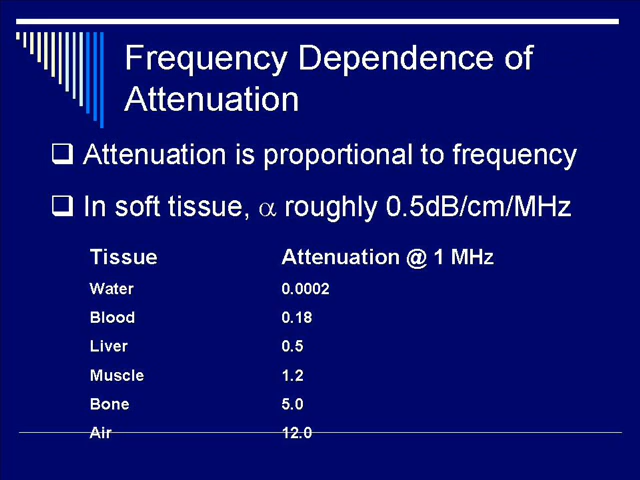 Frequency Dependence of
Attenuation
Attenuation is proportional to frequency
In soft tissue, α roughly 0.5dB/cm/MHz
Tissue Attenuation @ 1 MHz
Water 0.0002
Blood 0.18
Liver 0.5
Muscle 1.2
Bone 5.0
Air 12.0